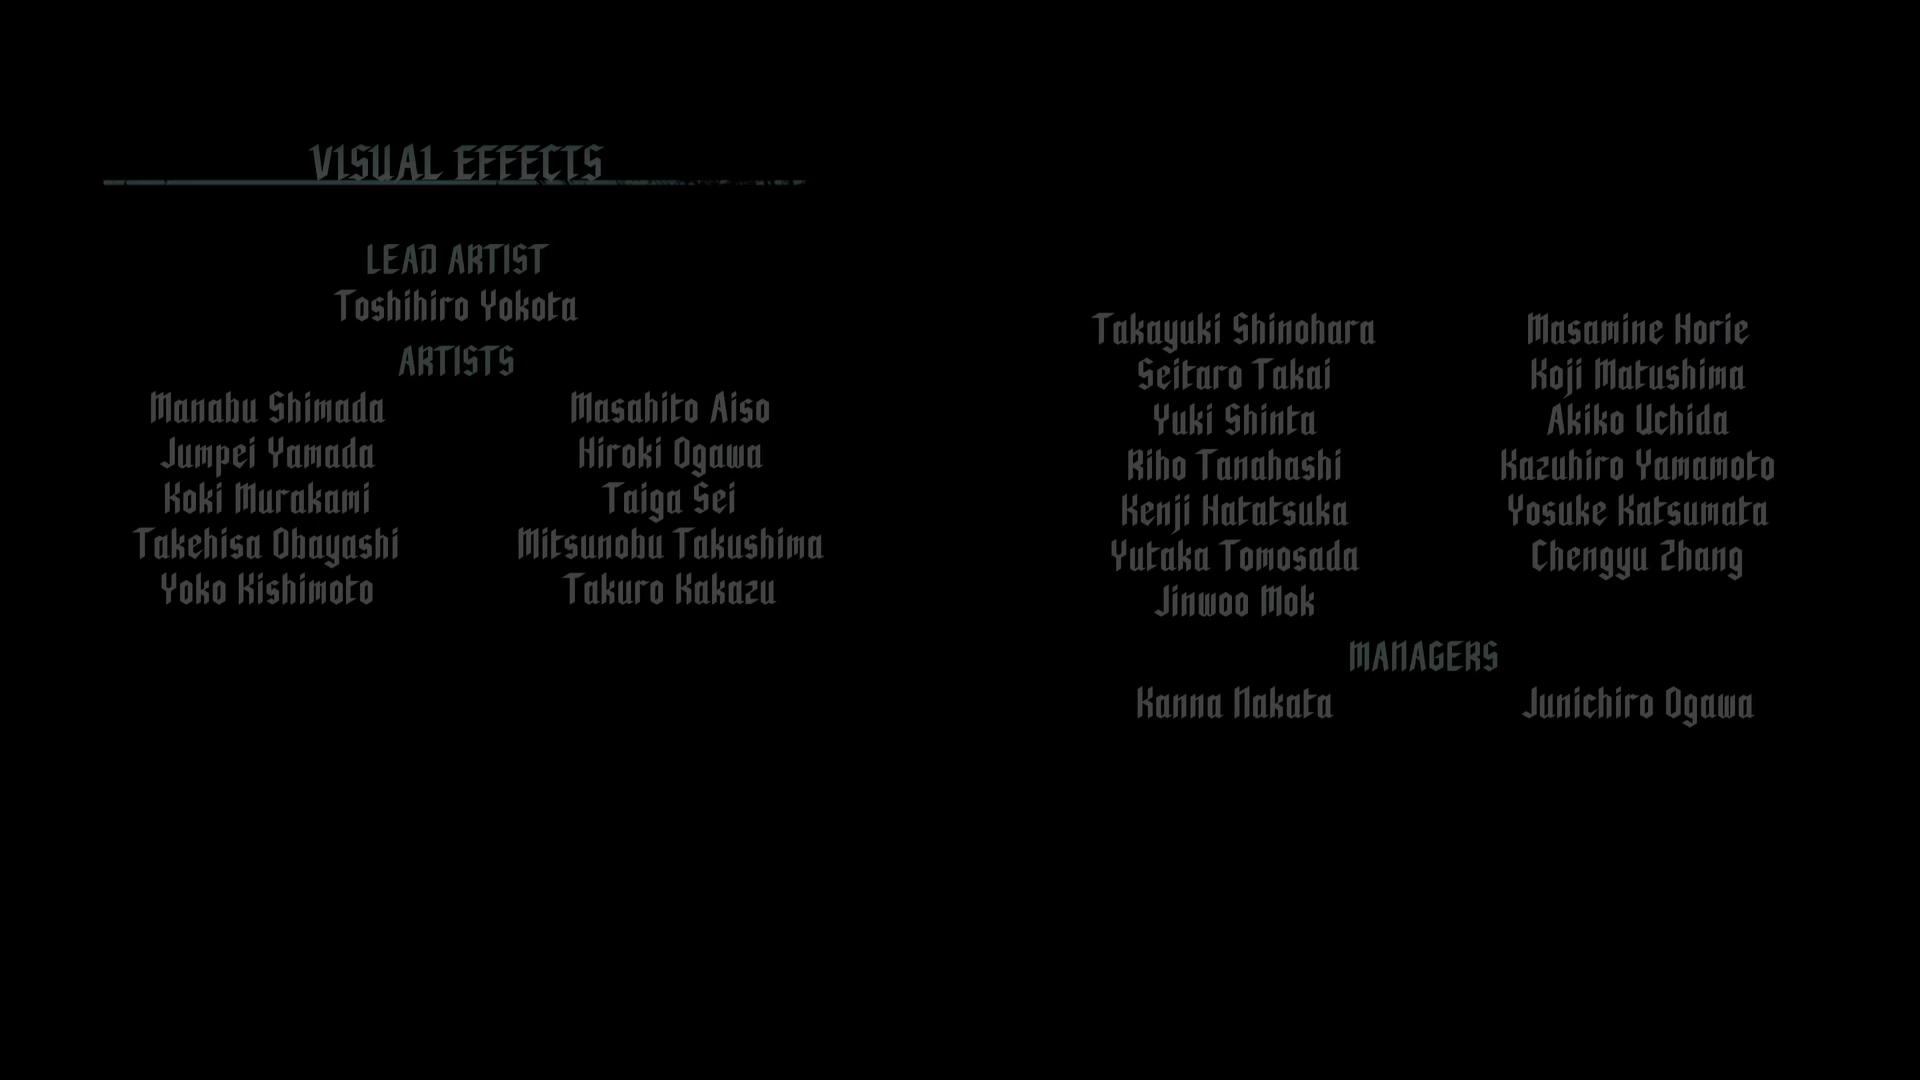 VISUAL EFFECTS
LEAD ARTIST
Toshihiro Yokota
ARTISTS
Manabu Shimada Masahito Aiso
Jumpei Yamada Hiroki Ogawa
Koki Murakami Taiga Sei
Takehisa Obayashi Mitsunobu Takushima
Yoko Kishimoto Takuro Kakazu
Takayuki Shinohara Masamine Horie
Seitaro Takai Koji Matushima
Yuki Shinta Akiko Uchida
Riho Tanahashi Kazuhiro Yamamoto
Kenji Hatatsuka Yosuke Katsumata
Yutaka Tomosada Chengyu Zhang
Jinwoo Mok
MANAGERS
Kanna Nakata Junichiro Ogawa